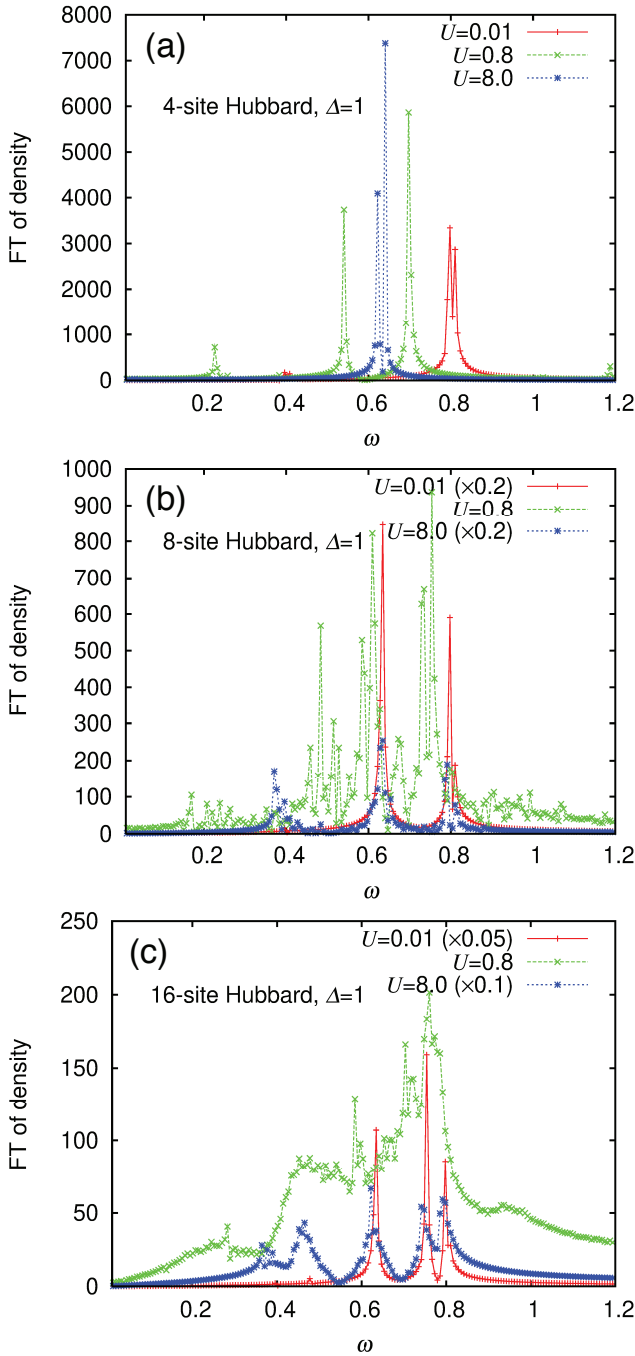 (a)
U=0.01
U=0.8
U=8.0
4-site Hubbard, Δ=1
FT of density
8000
7000
6000
5000
4000
3000
2000
1000
0
0.2 0.4 0.6 0.8 1 1.2
ω
(b)
U=0.01 (×0.2)
U=0.8
U=8.0 (×0.2)
8-site Hubbard, Δ=1
FT of density
1000
900
800
700
600
500
400
300
200
100
0
0.2 0.4 0.6 0.8 1 1.2
ω
(c)
U=0.01 (×0.05)
U=0.8
U=8.0 (×0.1)
16-site Hubbard, Δ=1
FT of density
250
200
150
100
50
0
0.2 0.4 0.6 0.8 1 1.2
ω